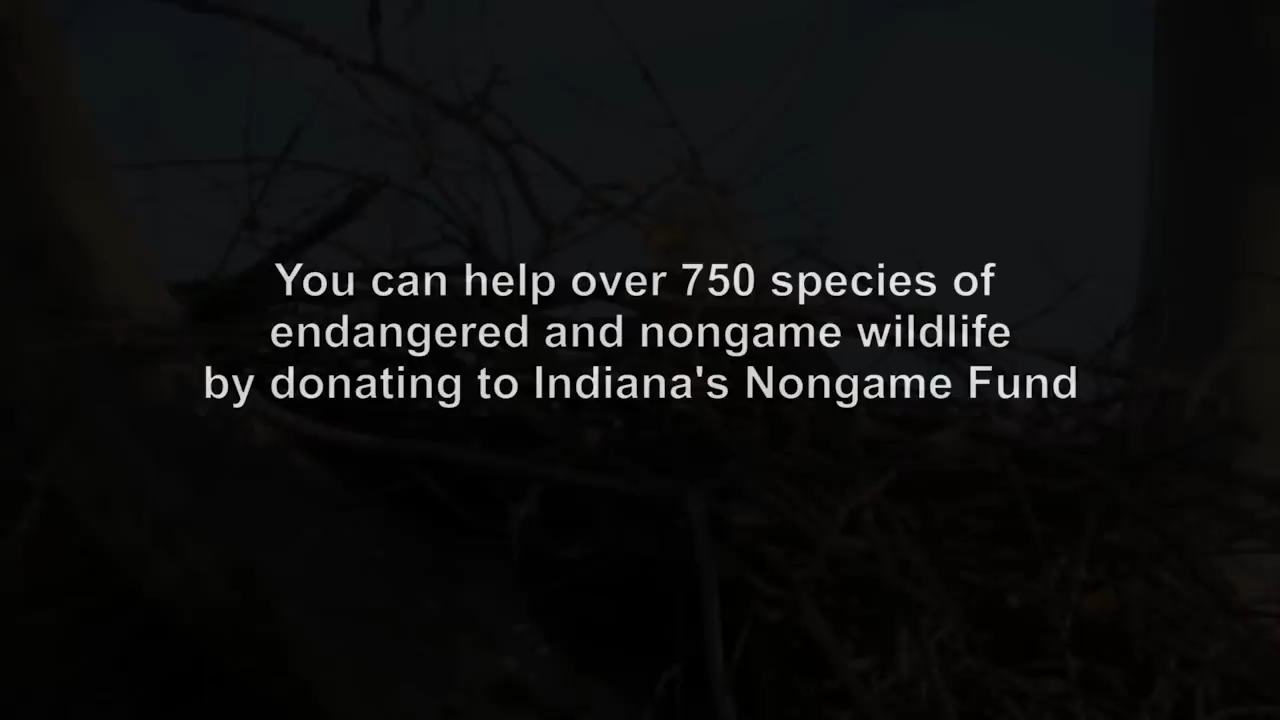 You can help over 750 species of
endangered and nongame wildlife
by donating to Indiana's Nongame Fund